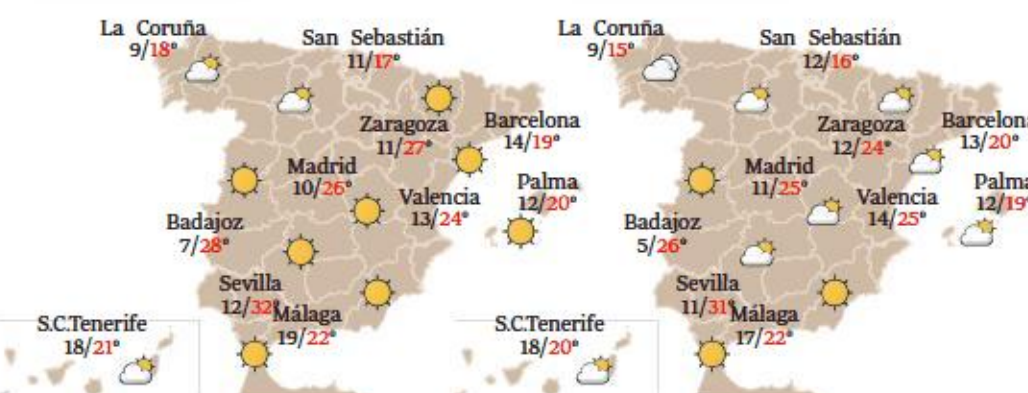 La Coruña
9/18°
San Sebastián
11/17°
Zaragoza
11/27°
Barcelona
14/19°
Madrid
10/26°
Valencia
13/24°
Palma
12/20°
Badajoz
7/28°
Sevilla
12/32°
Málaga
19/22°
S.C.Tenerife
18/21°
La Coruña
9/15°
San Sebastián
12/16°
Zaragoza
12/24°
Barcelona
13/20°
Madrid
11/25°
Valencia
14/25°
Palma
12/19°
Badajoz
5/26°
Sevilla
11/31°
Málaga
17/22°
S.C.Tenerife
18/20°